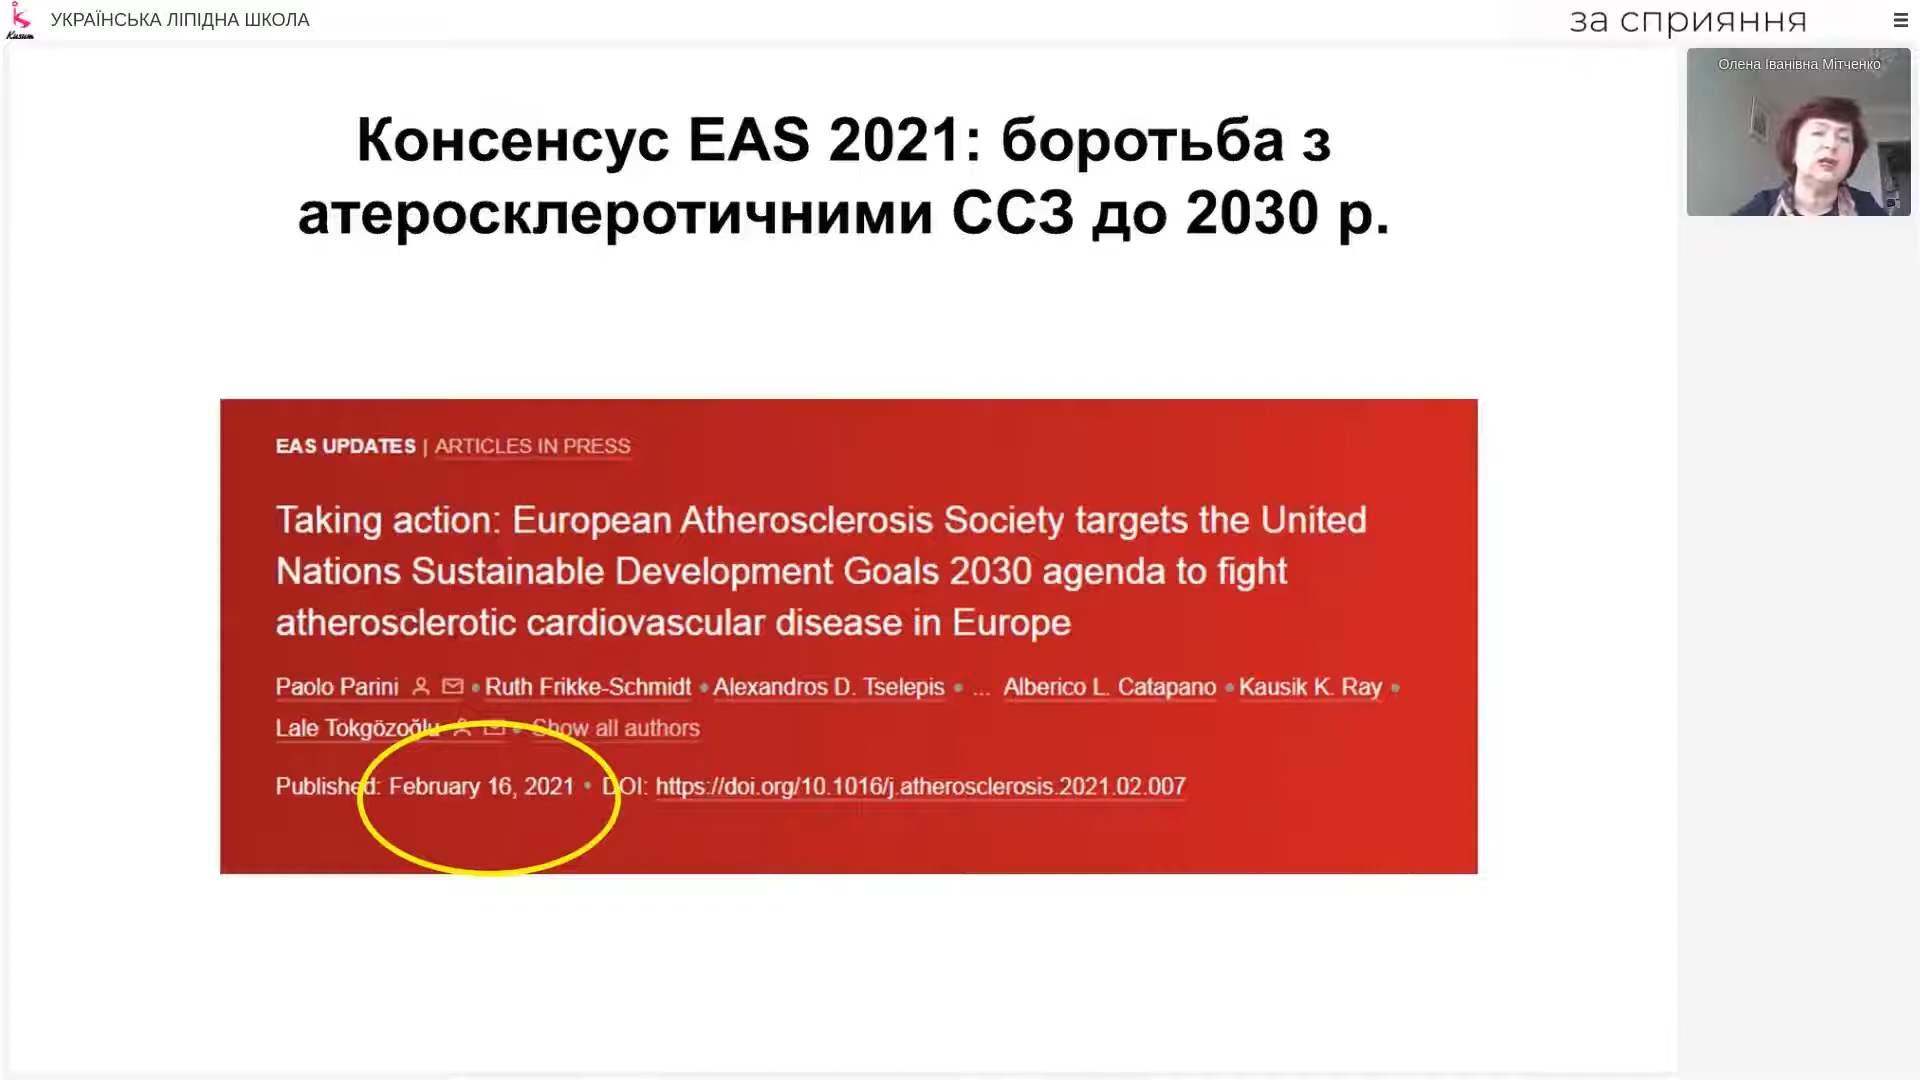 УКРАЇНСЬКА ЛІПІДНА ШКОЛА
за сприяння
Олена Іванівна Мітченко
Консенсус EAS 2021: боротьба з
атеросклеротичними ССЗ до 2030 р.
EAS UPDATES | ARTICLES IN PRESS
Taking action: European Atherosclerosis Society targets the United
Nations Sustainable Development Goals 2030 agenda to fight
atherosclerotic cardiovascular disease in Europe
Paolo Parini • Ruth Frikke-Schmidt • Alexandros D. Tselepis • ... Alberico L. Catapano • Kausik K. Ray •
Lale Tokgözoğlu • Show all authors
Published: February 16, 2021 • DOI: https://doi.org/10.1016/j.atherosclerosis.2021.02.007